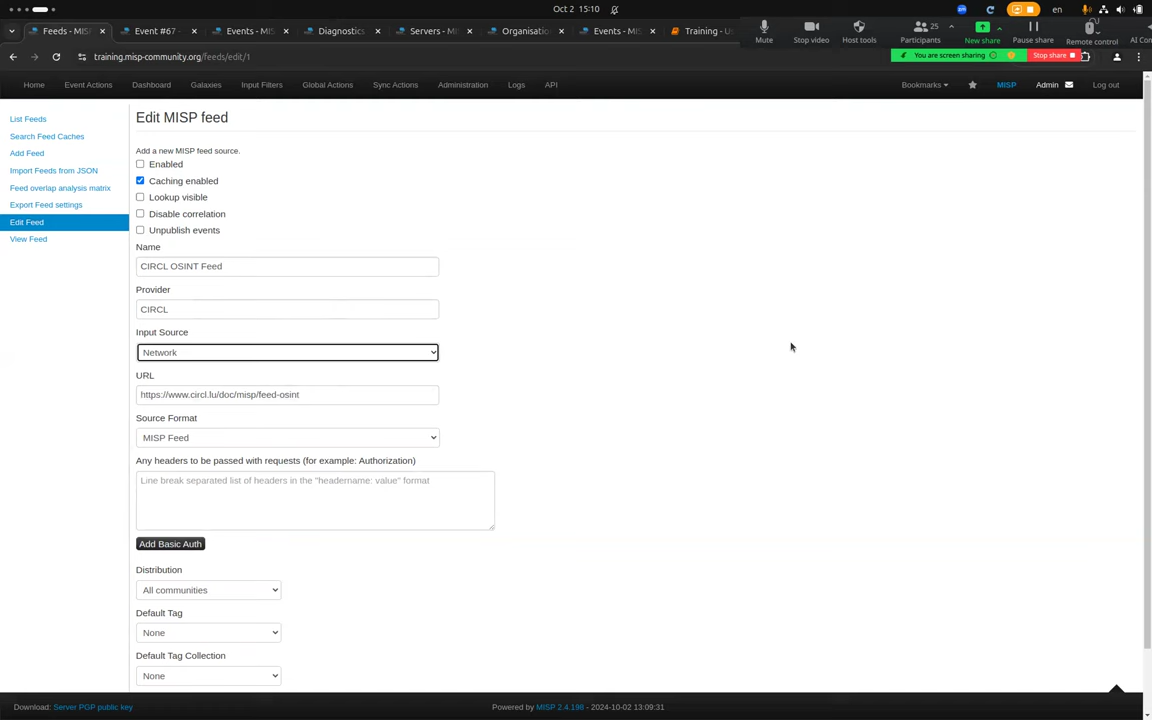 Oct 2 15:10
en
Feeds - MIS
Event #67 -
Events - MIS
Diagnostics
Servers - MI
Organisatio
Events - MIS
Training - U
Mute
Stop video
Host tools
Participants
25
New share
Pause share
Remote control
AI Con
You are screen sharing
Stop share
training.misp-community.org/feeds/edit/1
Home
Event Actions
Dashboard
Galaxies
Input Filters
Global Actions
Sync Actions
Administration
Logs
API
Bookmarks
MISP
Admin
Log out
List Feeds
Search Feed Caches
Add Feed
Import Feeds from JSON
Feed overlap analysis matrix
Export Feed settings
Edit Feed
View Feed
Edit MISP feed
Add a new MISP feed source.
Enabled
Caching enabled
Lookup visible
Disable correlation
Unpublish events
Name
CIRCL OSINT Feed
Provider
CIRCL
Input Source
Network
URL
https://www.circl.lu/doc/misp/feed-osint
Source Format
MISP Feed
Any headers to be passed with requests (for example: Authorization)
Line break separated list of headers in the "headername: value" format
Add Basic Auth
Distribution
All communities
Default Tag
None
Default Tag Collection
None
Download: Server PGP public key
Powered by MISP 2.4.198 - 2024-10-02 13:09:31